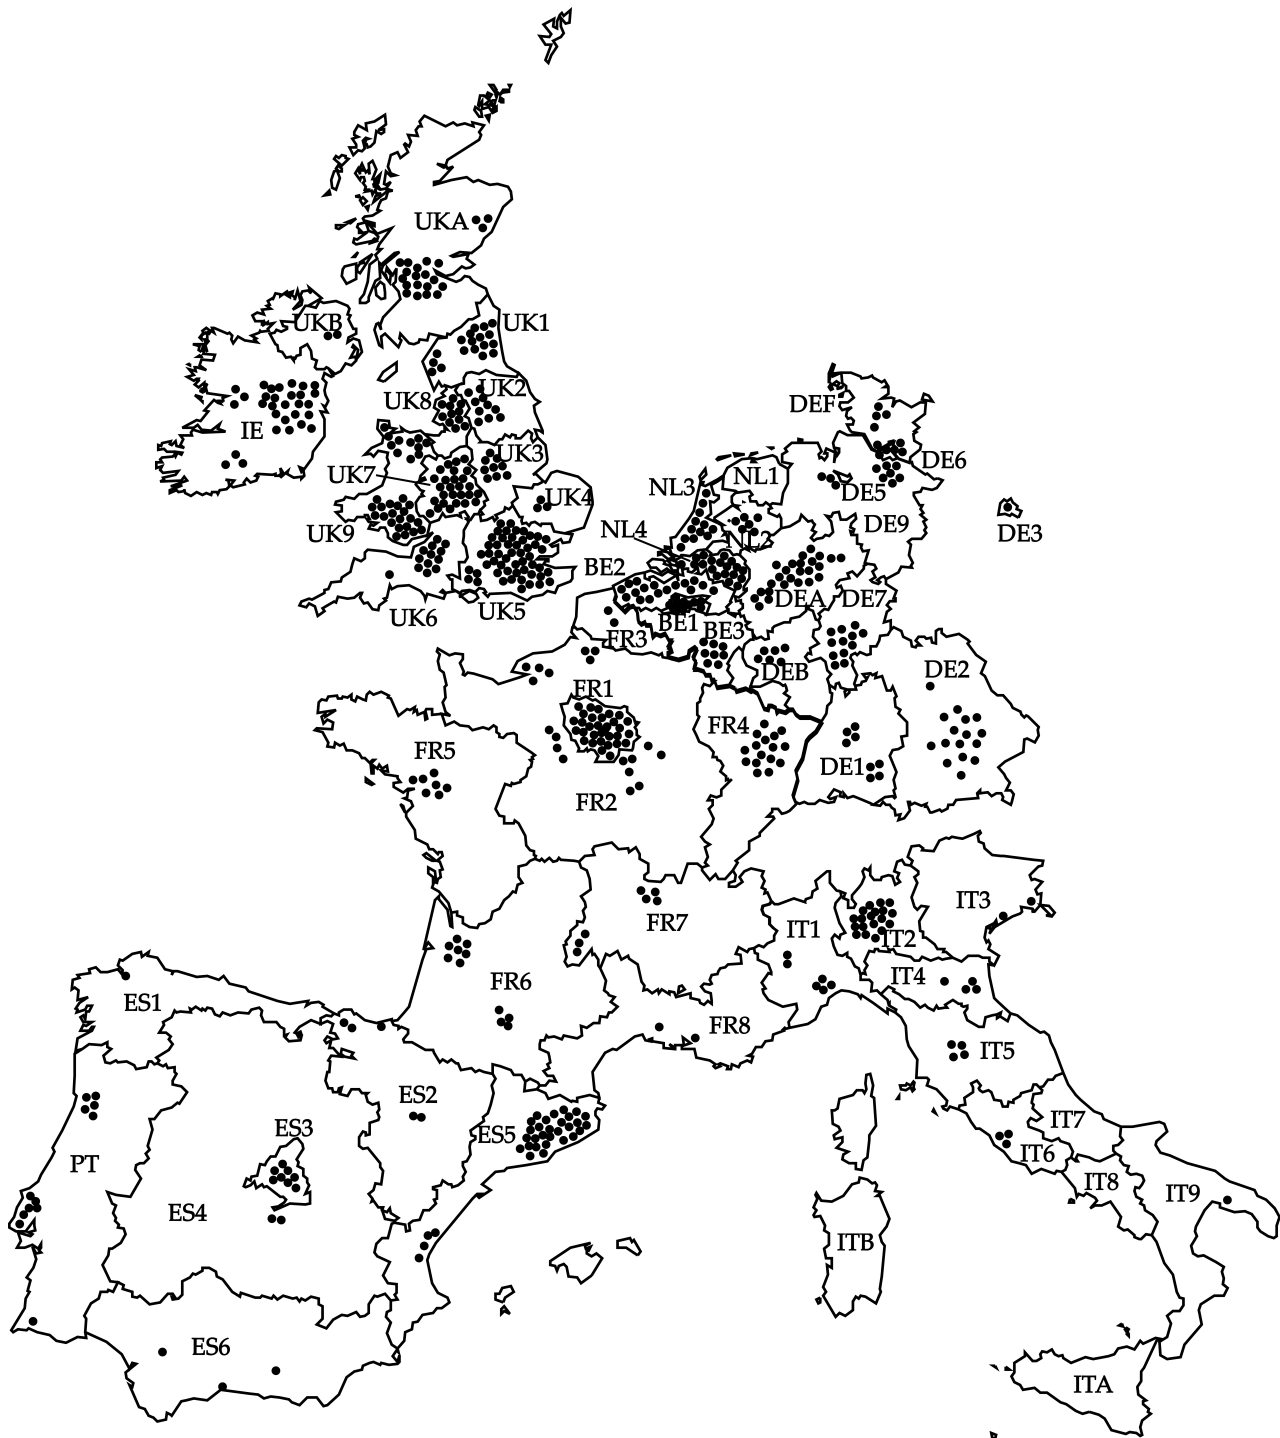 UKA
UKB
UK1
UK2
UK8
IE
UK3
UK7
UK4
UK9
UK6
UK5
DEF
DE6
NL1
NL3
DE5
DE9
DE3
NL4
NL2
BE2
DEA
DE7
BE1
BE3
FR3
DEB
DE2
FR1
FR4
FR5
DE1
FR2
FR7
IT3
IT1
IT2
FR6
IT4
ES1
FR8
IT5
ES2
ES3
ES5
IT7
IT6
PT
IT8
IT9
ES4
ITB
ES6
ITA